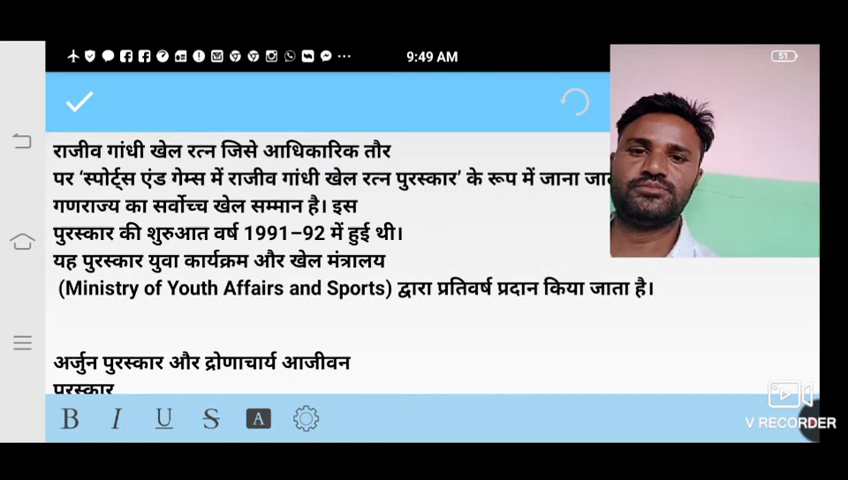 9:49 AM
51
राजीव गांधी खेल रत्न जिसे आधिकारिक तौर
पर ‘स्पोर्ट्स एंड गेम्स में राजीव गांधी खेल रत्न पुरस्कार’ के रूप में जाना
गणराज्य का सर्वोच्च खेल सम्मान है। इस
पुरस्कार की शुरुआत वर्ष 1991–92 में हुई थी।
यह पुरस्कार युवा कार्यक्रम और खेल मंत्रालय
(Ministry of Youth Affairs and Sports) द्वारा प्रतिवर्ष प्रदान किया जाता है।
अर्जुन पुरस्कार और द्रोणाचार्य आजीवन
पुरस्कार
B I U S A
V RECORDER